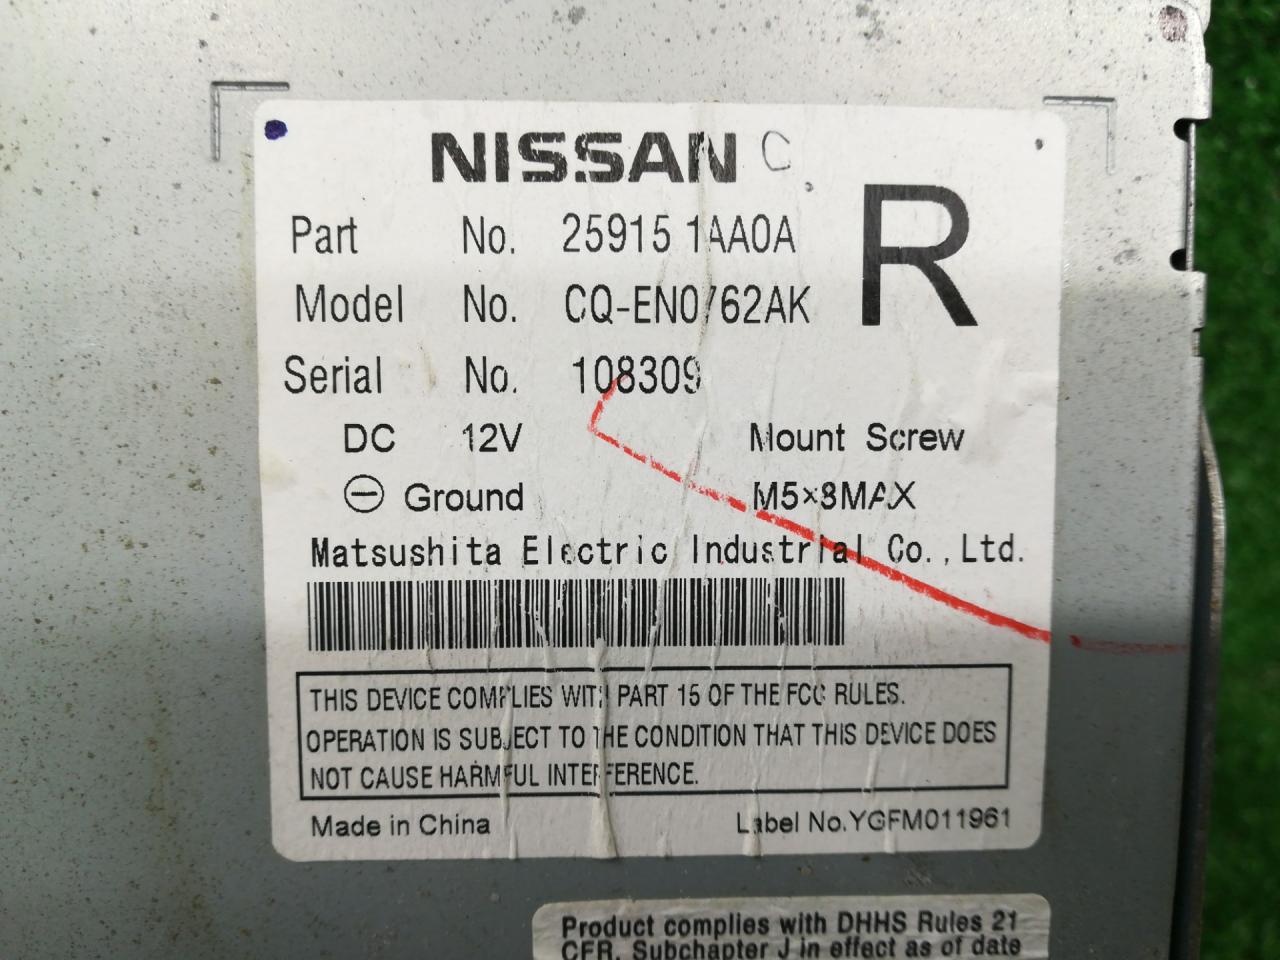 NISSAN C
R
Part No. 25915 1AA0A
Model No. CQ-EN0762AK
Serial No. 108309
DC 12V
Mount Screw
⊖ Ground
M5×8MAX
Matsushita Electric Industrial Co., Ltd.
THIS DEVICE COMPLIES WITH PART 15 OF THE FCC RULES.
OPERATION IS SUBJECT TO THE CONDITION THAT THIS DEVICE DOES
NOT CAUSE HARMFUL INTERFERENCE.
Made in China
Label No.YGFM011961
Product complies with DHHS Rules 21
CFR, Subchapter J in effect as of date